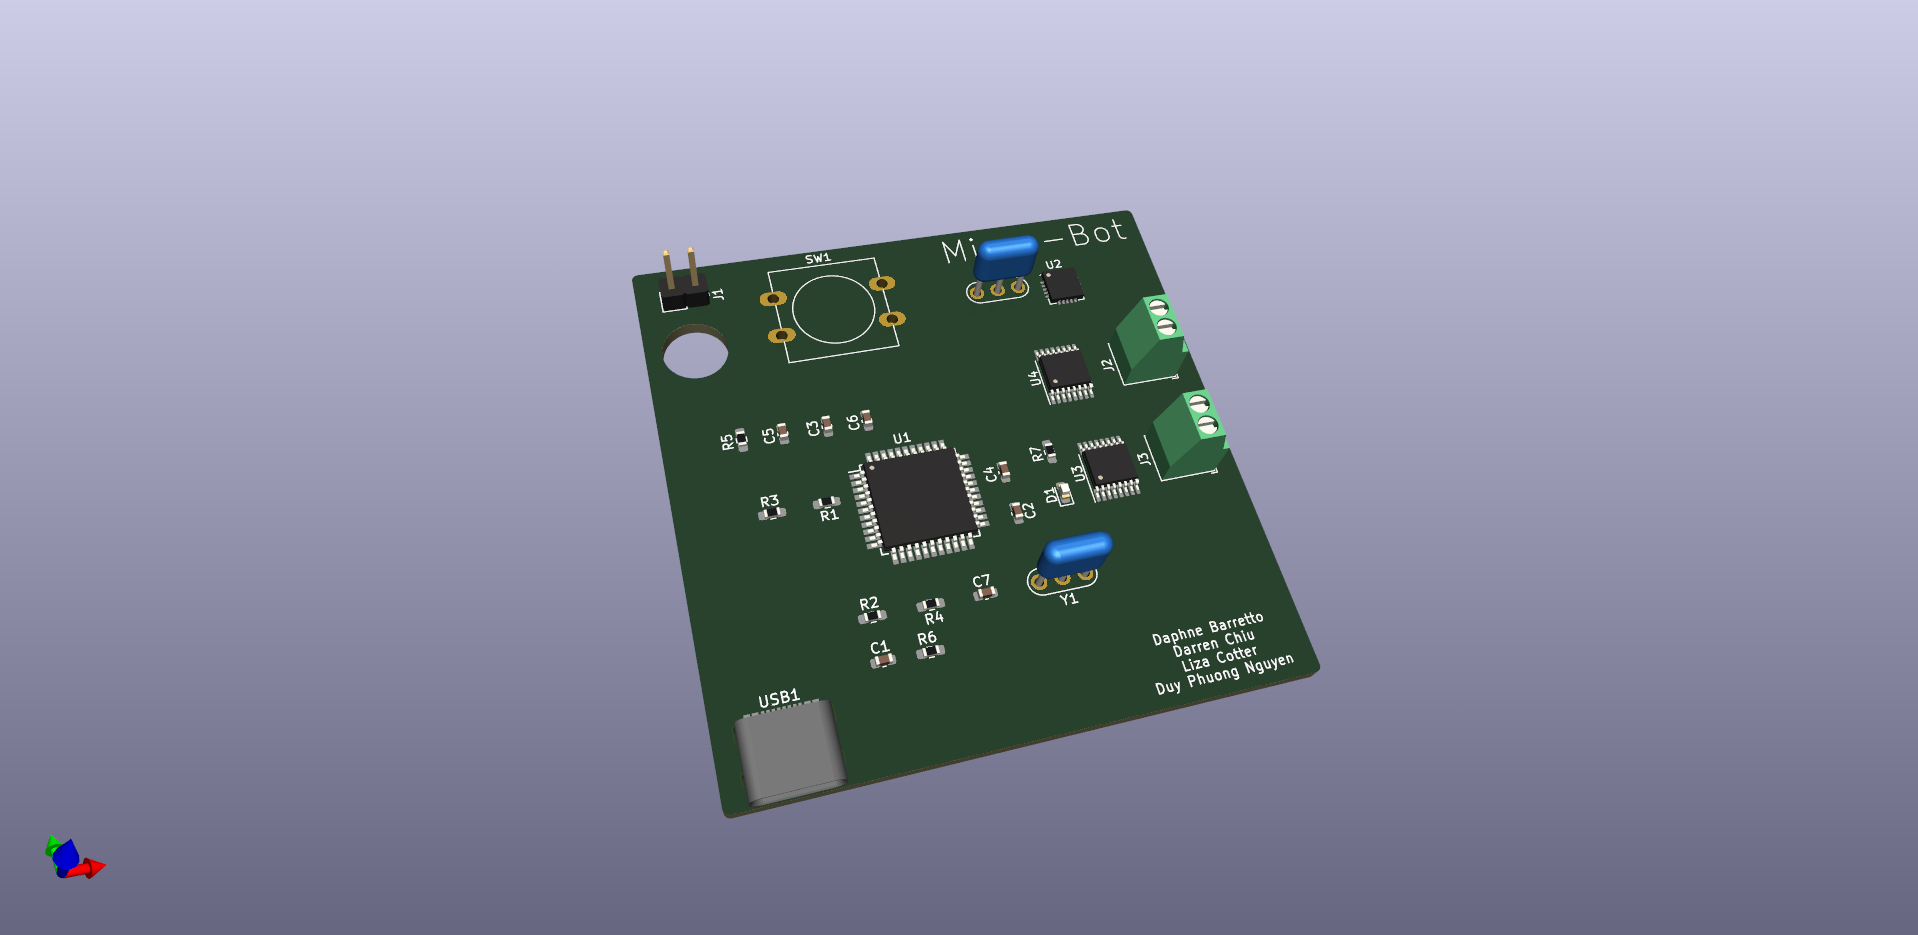 Mi -Bot
SW1
U2
J1
J2
U4
R5
C5
C3
C6
U1
R7
C4
U3
J3
D1
R3
R1
C2
C7
Y1
R2
R4
R6
C1
Daphne Barretto
Darren Chiu
Liza Cotter
Duy Phuong Nguyen
USB1